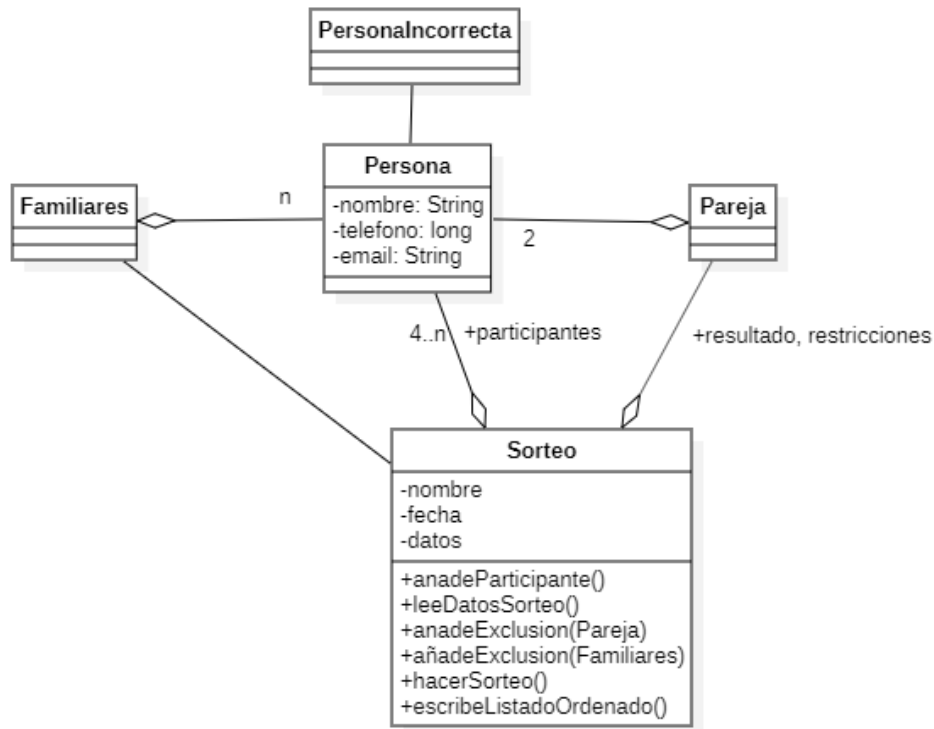 PersonaIncorrecta
Persona
-nombre: String
-telefono: long
-email: String
Familiares
n
Pareja
2
4..n
+participantes
+resultado, restricciones
Sorteo
-nombre
-fecha
-datos
+anadeParticipante()
+leeDatosSorteo()
+anadeExclusion(Pareja)
+añadeExclusion(Familiares)
+hacerSorteo()
+escribeListadoOrdenado()